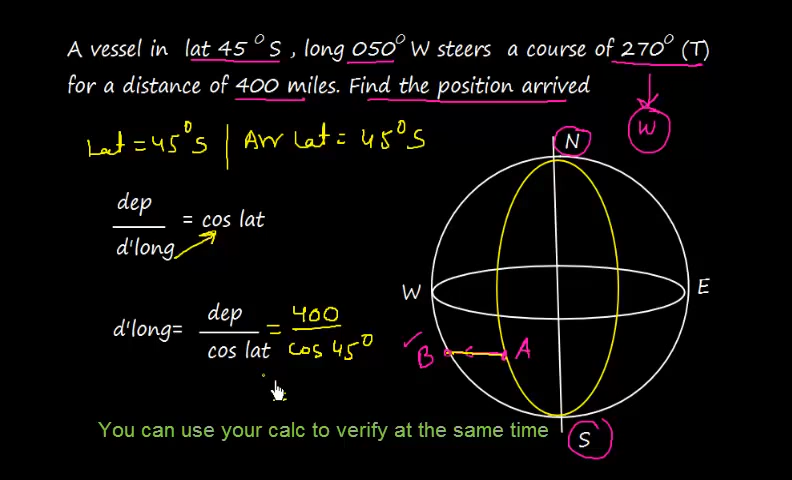 A vessel in lat 45°S, long 050°W steers a course of 270° (T)
for a distance of 400 miles. Find the position arrived
W
Lat = 45°S | Arr Lat = 45°S
N
dep
d'long
= cos lat
W
E
d'long=
dep
cos lat
= 400
cos 45°
B
A
You can use your calc to verify at the same time
S